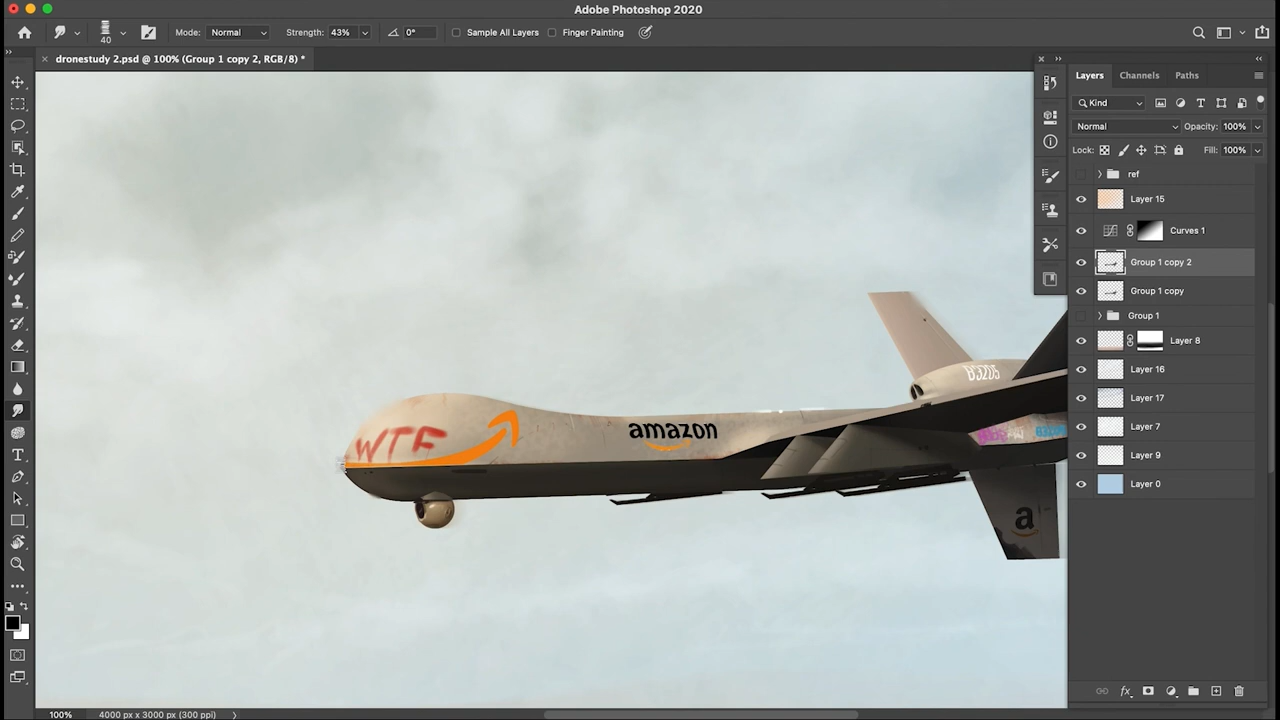 Adobe Photoshop 2020
40
Mode: Normal
Strength: 43%
0°
Sample All Layers
Finger Painting
dronestudy 2.psd @ 100% (Group 1 copy 2, RGB/8) *
Layers
Channels
Paths
Kind
Normal
Opacity: 100%
Lock:
Fill: 100%
ref
Layer 15
Curves 1
Group 1 copy 2
Group 1 copy
Group 1
Layer 8
Layer 16
Layer 17
Layer 7
Layer 9
Layer 0
fx
B3205
WTF
amazon
a
100%
4000 px x 3000 px (300 ppi)